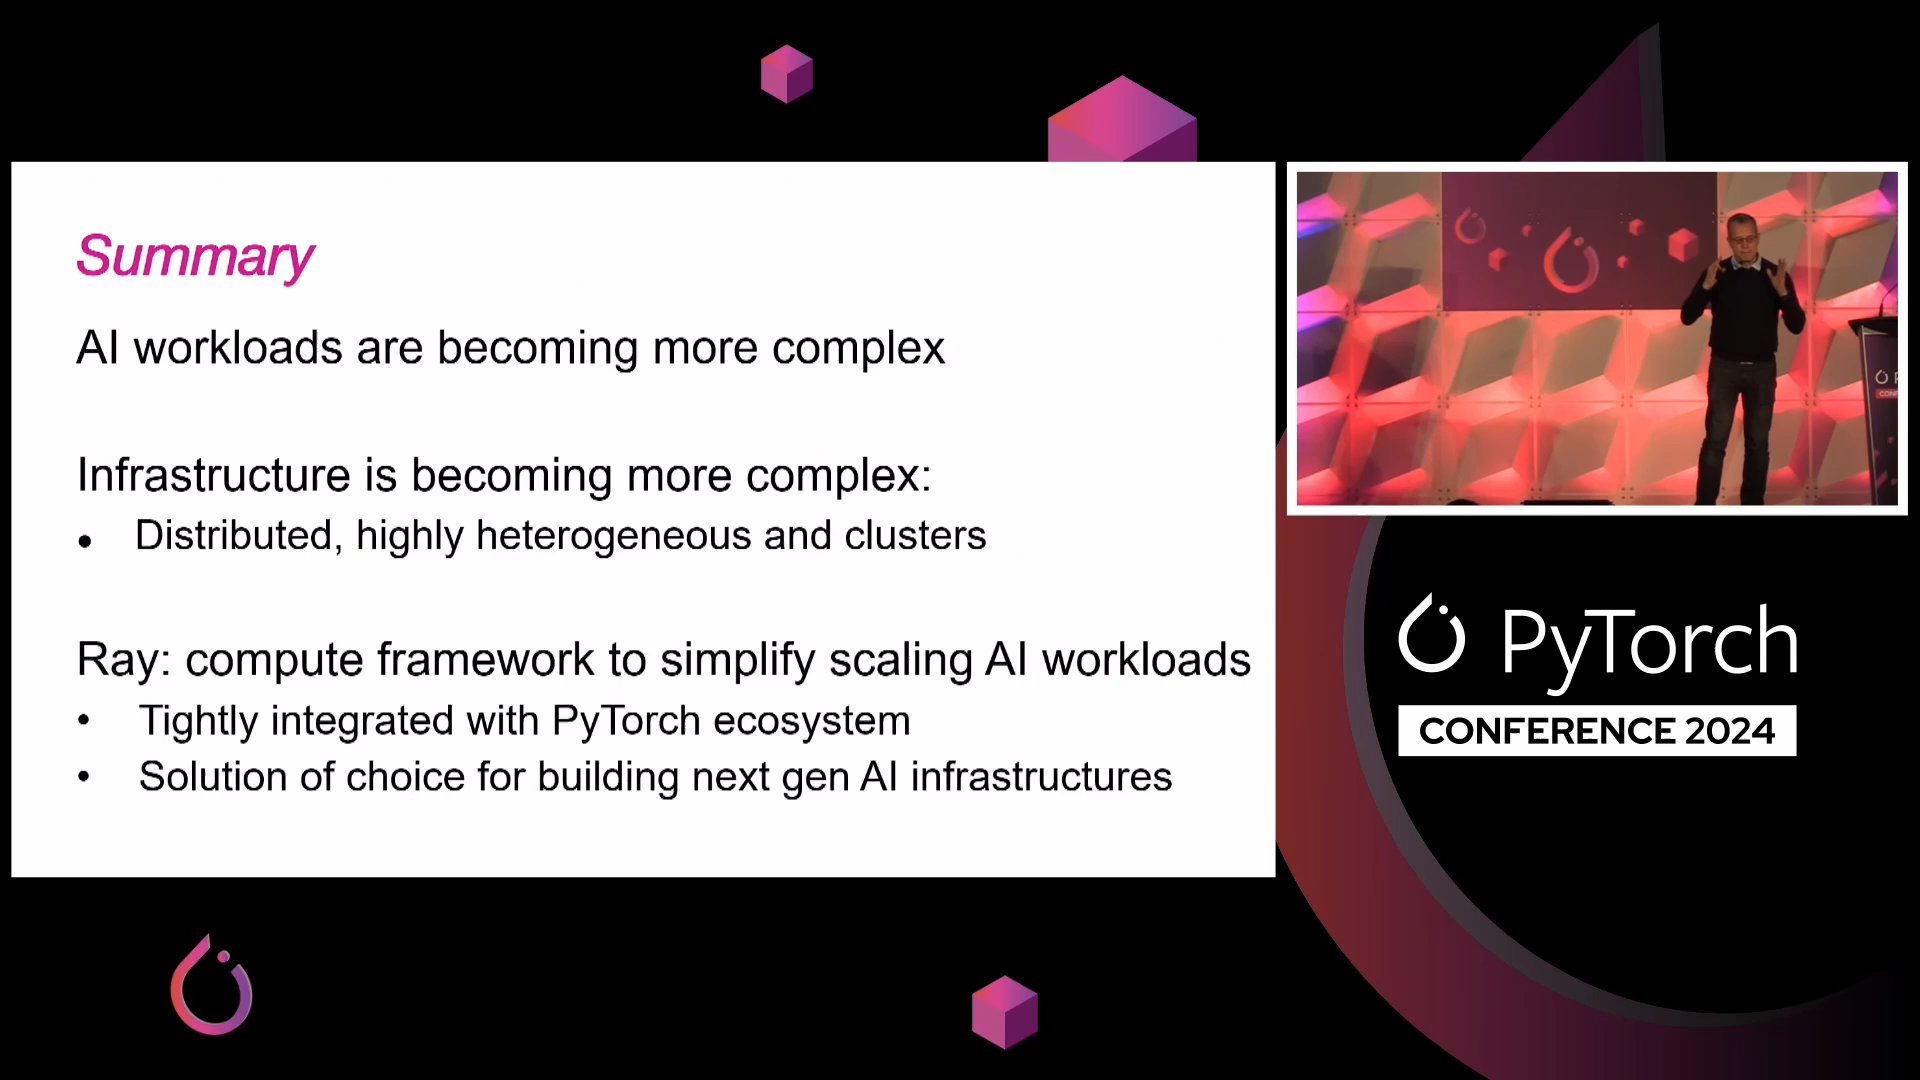 Summary
AI workloads are becoming more complex
Infrastructure is becoming more complex:
• Distributed, highly heterogeneous and clusters
Ray: compute framework to simplify scaling AI workloads
• Tightly integrated with PyTorch ecosystem
• Solution of choice for building next gen AI infrastructures
PyTorch
CONFERENCE 2024